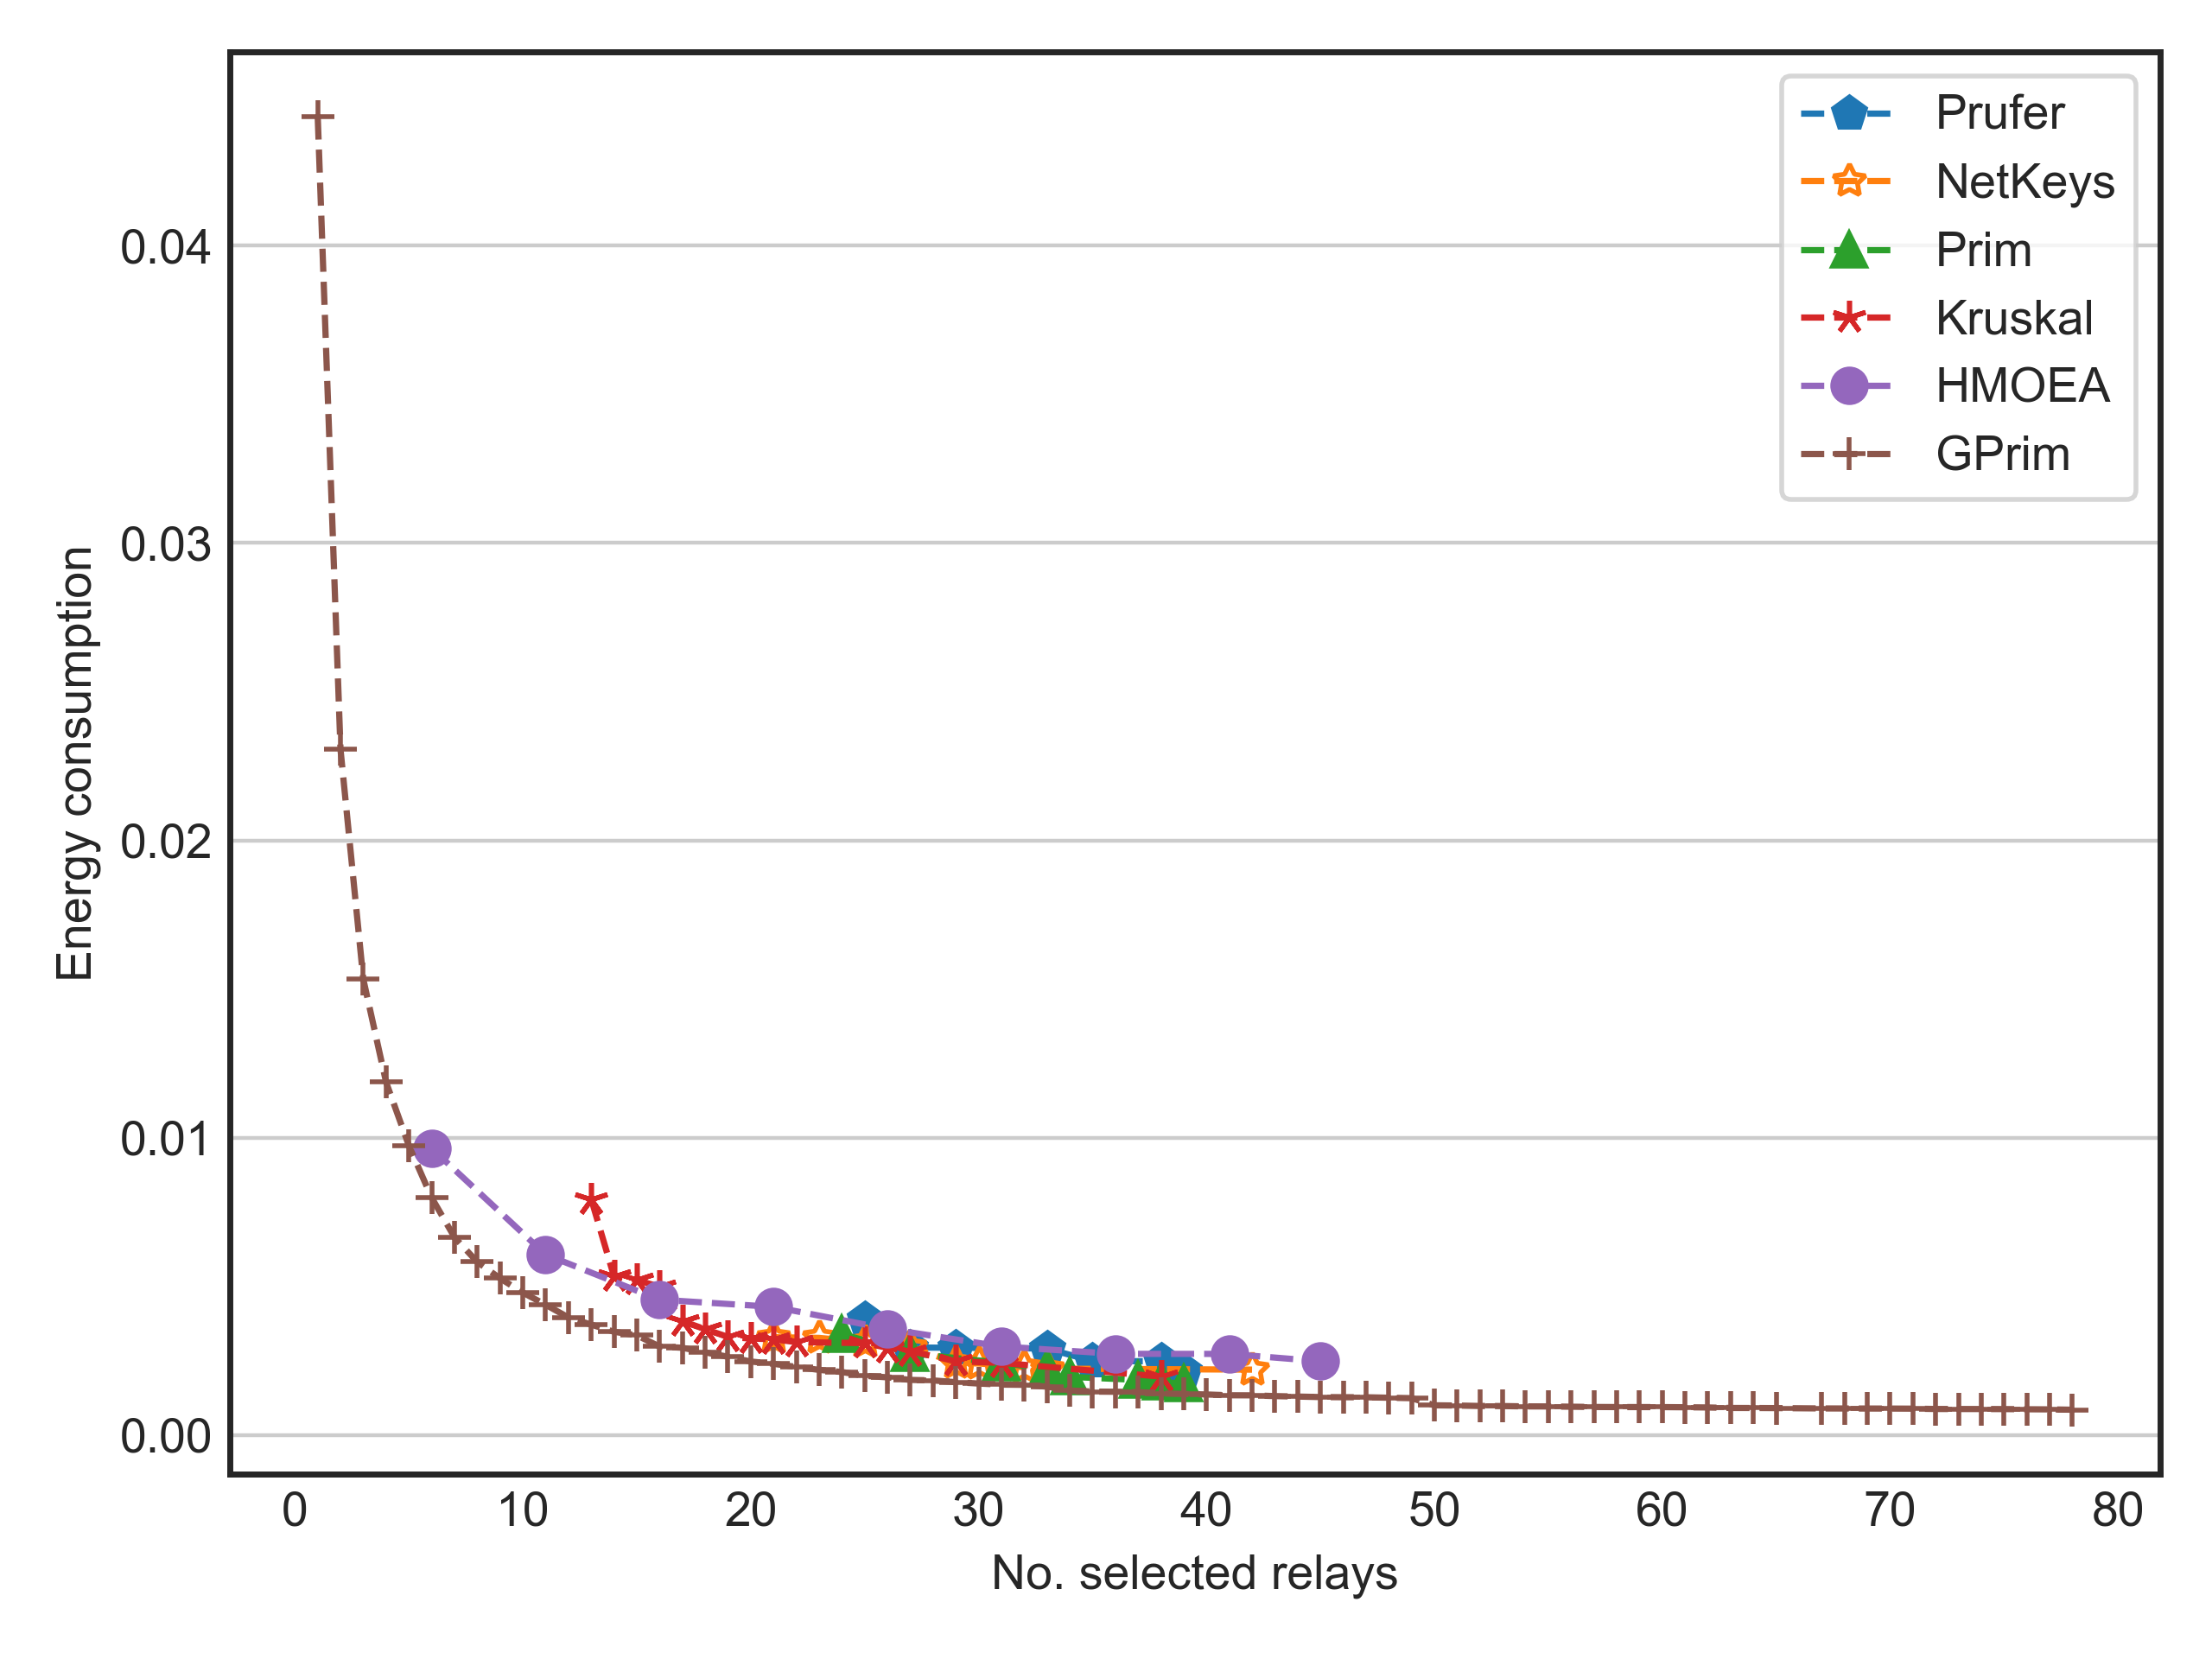 Prufer
NetKeys
Prim
Kruskal
HMOEA
GPrim
Energy consumption
0.04
0.03
0.02
0.01
0.00
0 10 20 30 40 50 60 70 80
No. selected relays